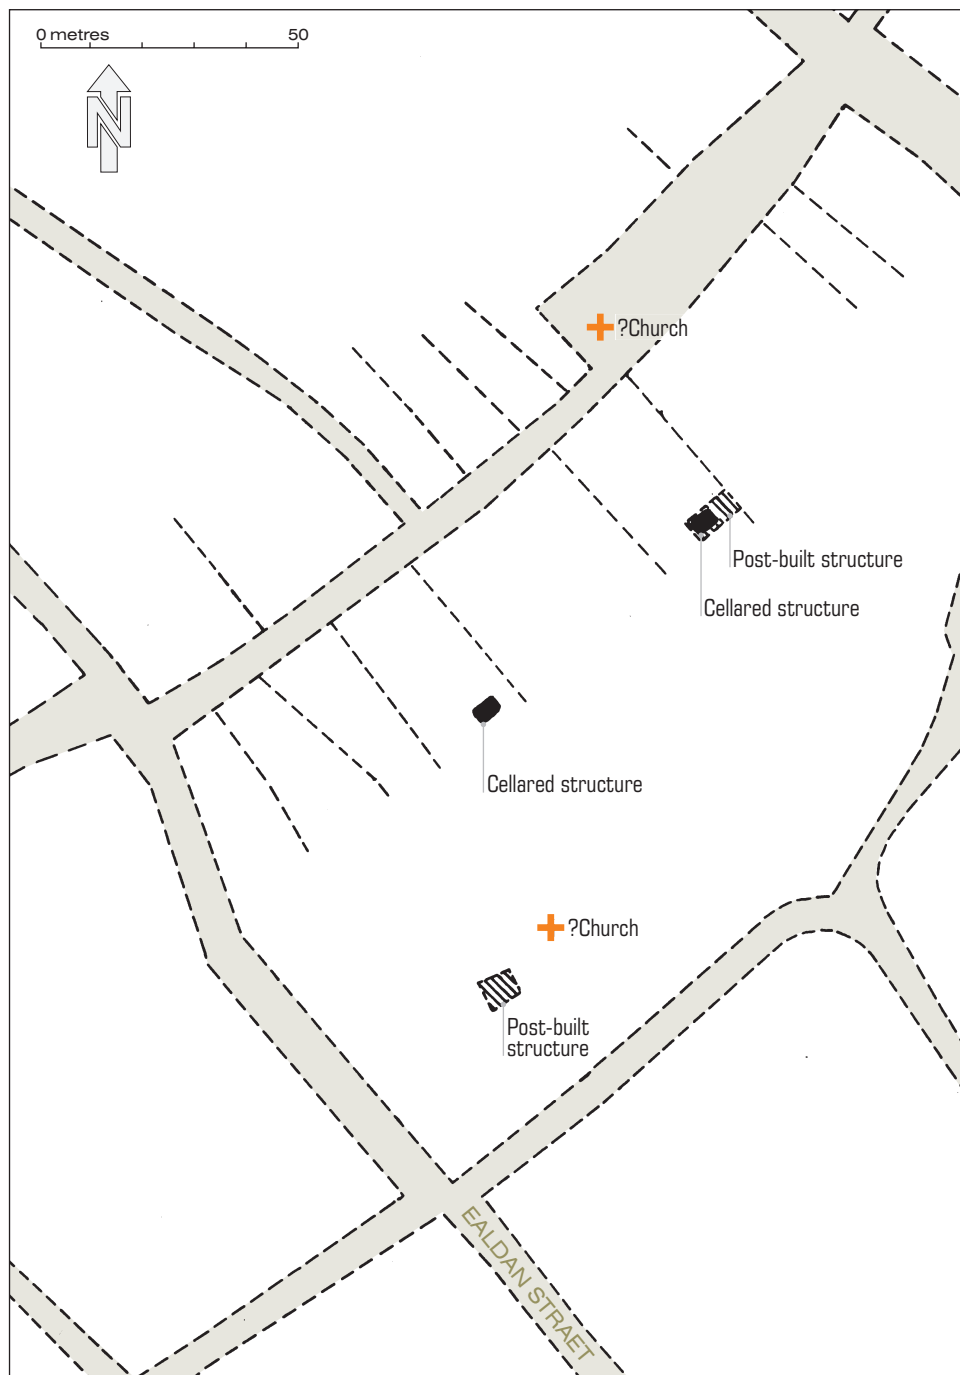 0 metres 50
N
?Church
Post-built structure
Cellared structure
Cellared structure
?Church
Post-built
structure
EALDAN STRAET